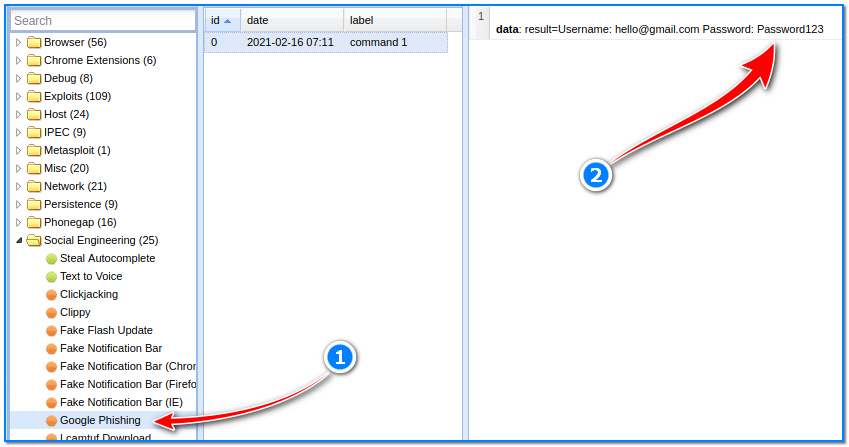 Search
Browser (56)
Chrome Extensions (6)
Debug (8)
Exploits (109)
Host (24)
IPEC (9)
Metasploit (1)
Misc (20)
Network (21)
Persistence (9)
Phonegap (16)
Social Engineering (25)
Steal Autocomplete
Text to Voice
Clickjacking
Clippy
Fake Flash Update
Fake Notification Bar
Fake Notification Bar (Chror
Fake Notification Bar (Firefo
Fake Notification Bar (IE)
Google Phishing
Lcamtuf Download
id date label
0 2021-02-16 07:11 command 1
1
data: result=Username: hello@gmail.com Password: Password123
2
1